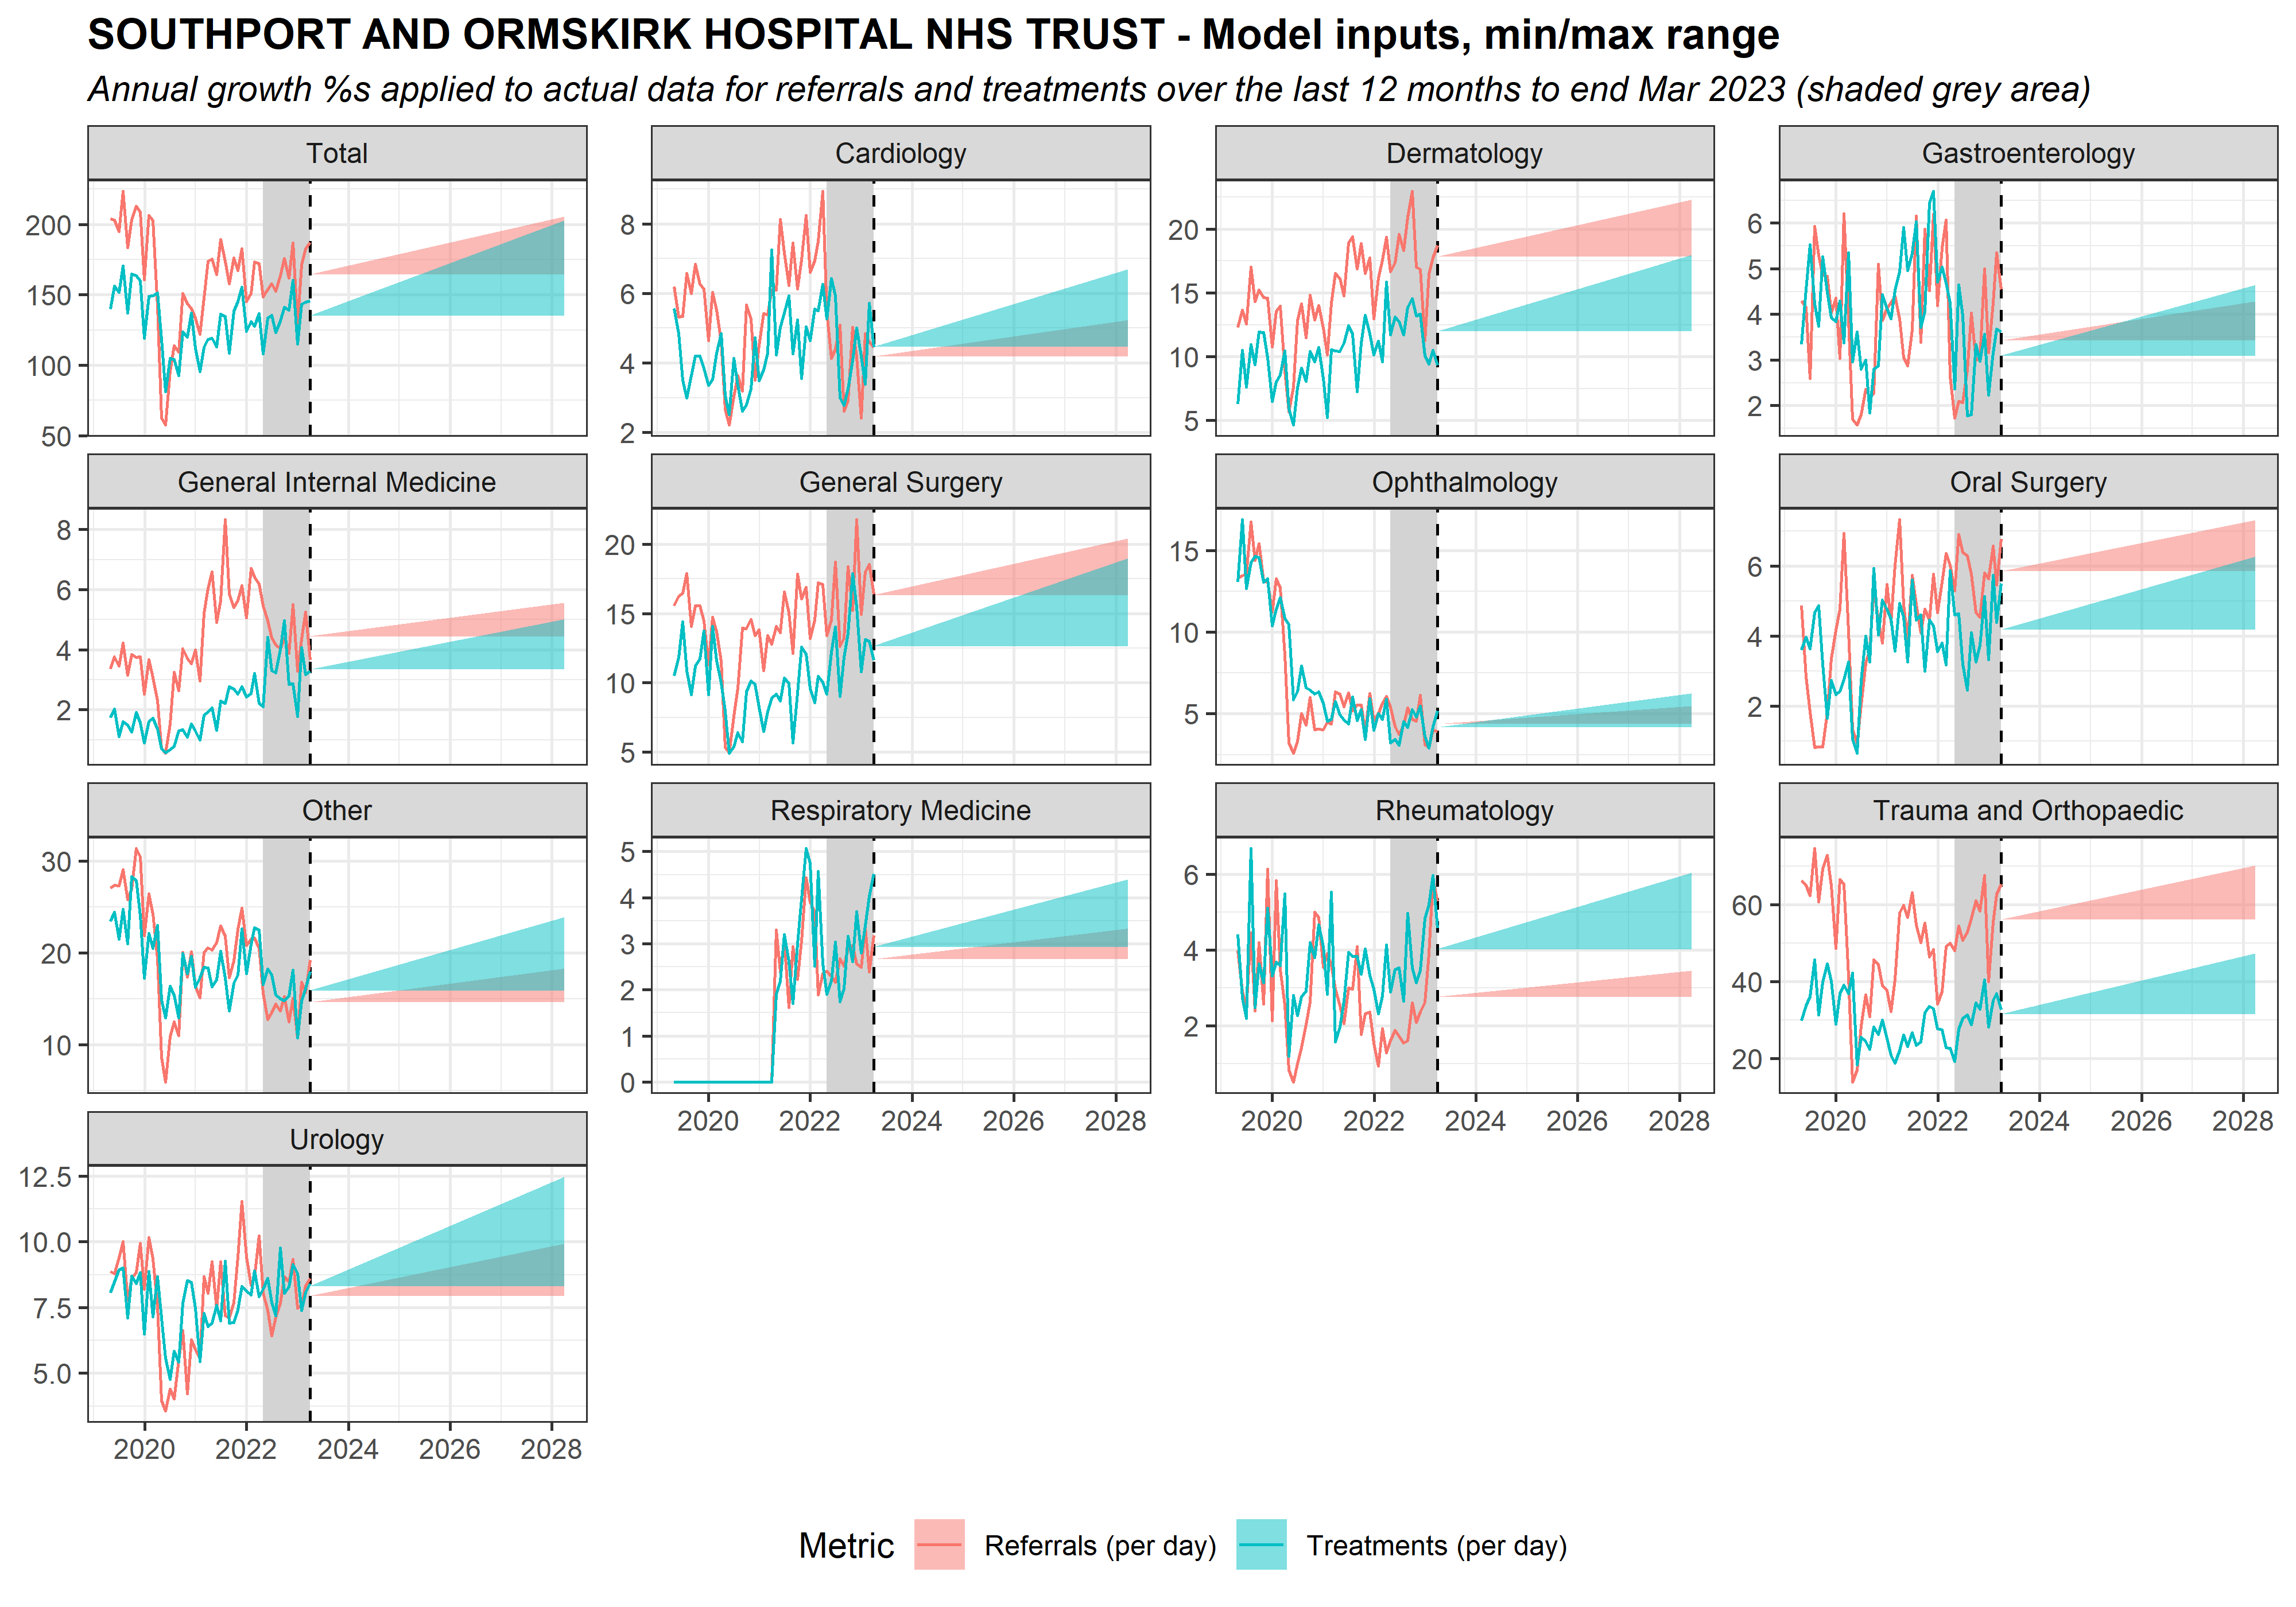 SOUTHPORT AND ORMSKIRK HOSPITAL NHS TRUST - Model inputs, min/max range
Annual growth %s applied to actual data for referrals and treatments over the last 12 months to end Mar 2023 (shaded grey area)
Total
200
150
100
50
Cardiology
8
6
4
2
Dermatology
20
15
10
5
Gastroenterology
6
5
4
3
2
General Internal Medicine
8
6
4
2
General Surgery
20
15
10
5
Ophthalmology
15
10
5
Oral Surgery
6
4
2
Other
30
20
10
Respiratory Medicine
5
4
3
2
1
0
2020 2022 2024 2026 2028
Rheumatology
6
4
2
2020 2022 2024 2026 2028
Trauma and Orthopaedic
60
40
20
2020 2022 2024 2026 2028
Urology
12.5
10.0
7.5
5.0
2020 2022 2024 2026 2028
Metric Referrals (per day) Treatments (per day)